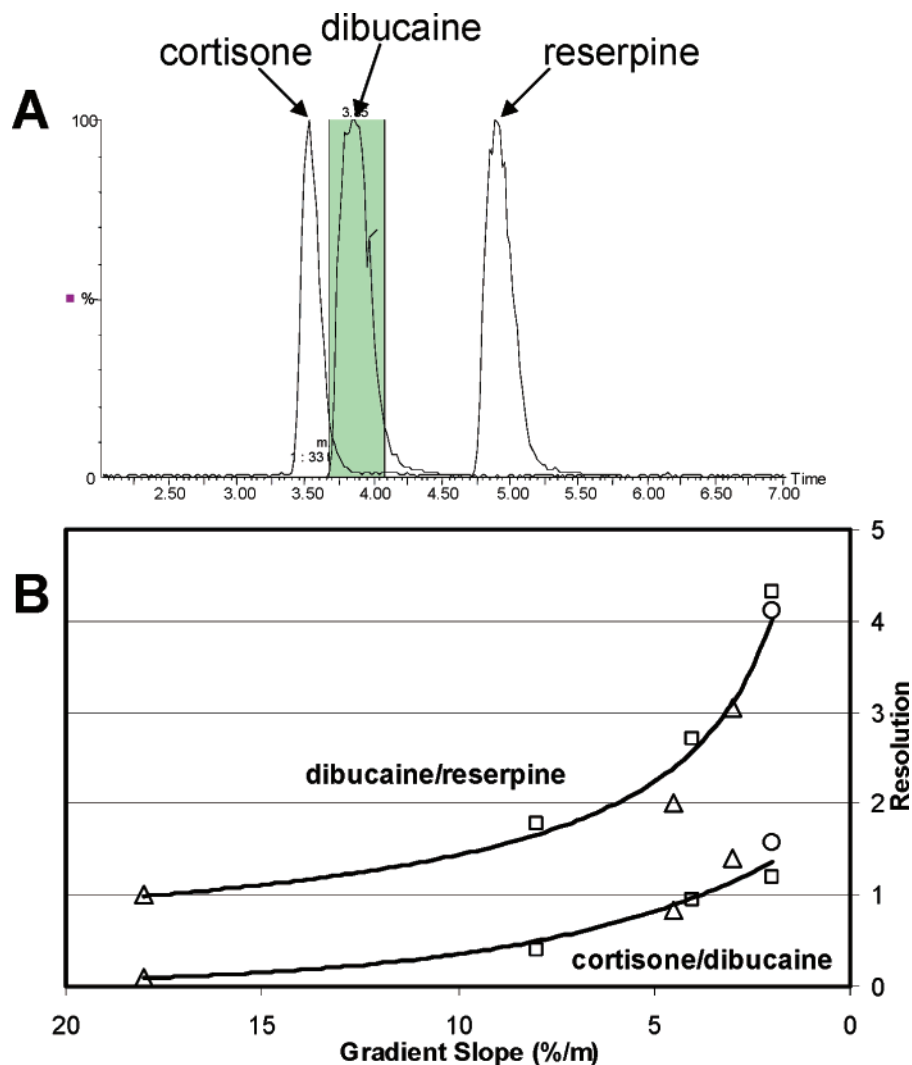 cortisone
dibucaine
reserpine
A
100
%
0
m
: 33
2.50 3.00 3.50 4.00 4.50 5.00 5.50 6.00 6.50 7.00
Time
B
5
4
3
2
1
0
Resolution
dibucaine/reserpine
cortisone/dibucaine
20 15 10 5 0
Gradient Slope (%/m)